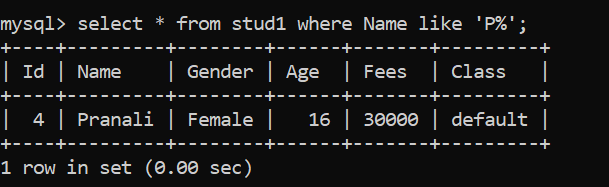 mysql> select * from stud1 where Name like 'P%';
+----+---------+--------+------+-------+---------+
| Id | Name    | Gender | Age  | Fees  | Class   |
+----+---------+--------+------+-------+---------+
|  4 | Pranali | Female |   16 | 30000 | default |
+----+---------+--------+------+-------+---------+
1 row in set (0.00 sec)